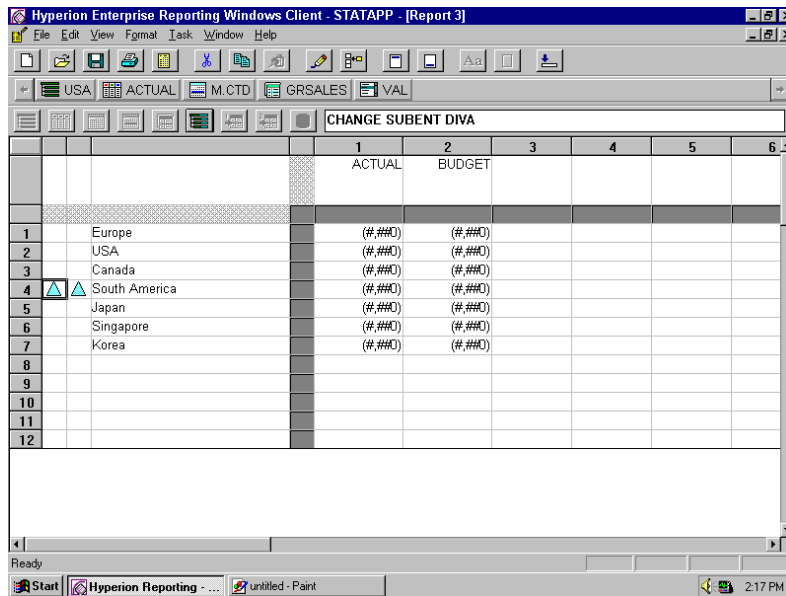 Hyperion Enterprise Reporting Windows Client - STATAPP - [Report 3]
File Edit View Format Task Window Help
Aa
USA ACTUAL M.CTD GRSALES VAL
CHANGE SUBENT DIVA
1 2 3 4 5 6
ACTUAL BUDGET
1 Europe (#,##0) (#,##0)
2 USA (#,##0) (#,##0)
3 Canada (#,##0) (#,##0)
4 South America (#,##0) (#,##0)
5 Japan (#,##0) (#,##0)
6 Singapore (#,##0) (#,##0)
7 Korea (#,##0) (#,##0)
8
9
10
11
12
Ready
Start Hyperion Reporting - ... untitled - Paint 2:17 PM